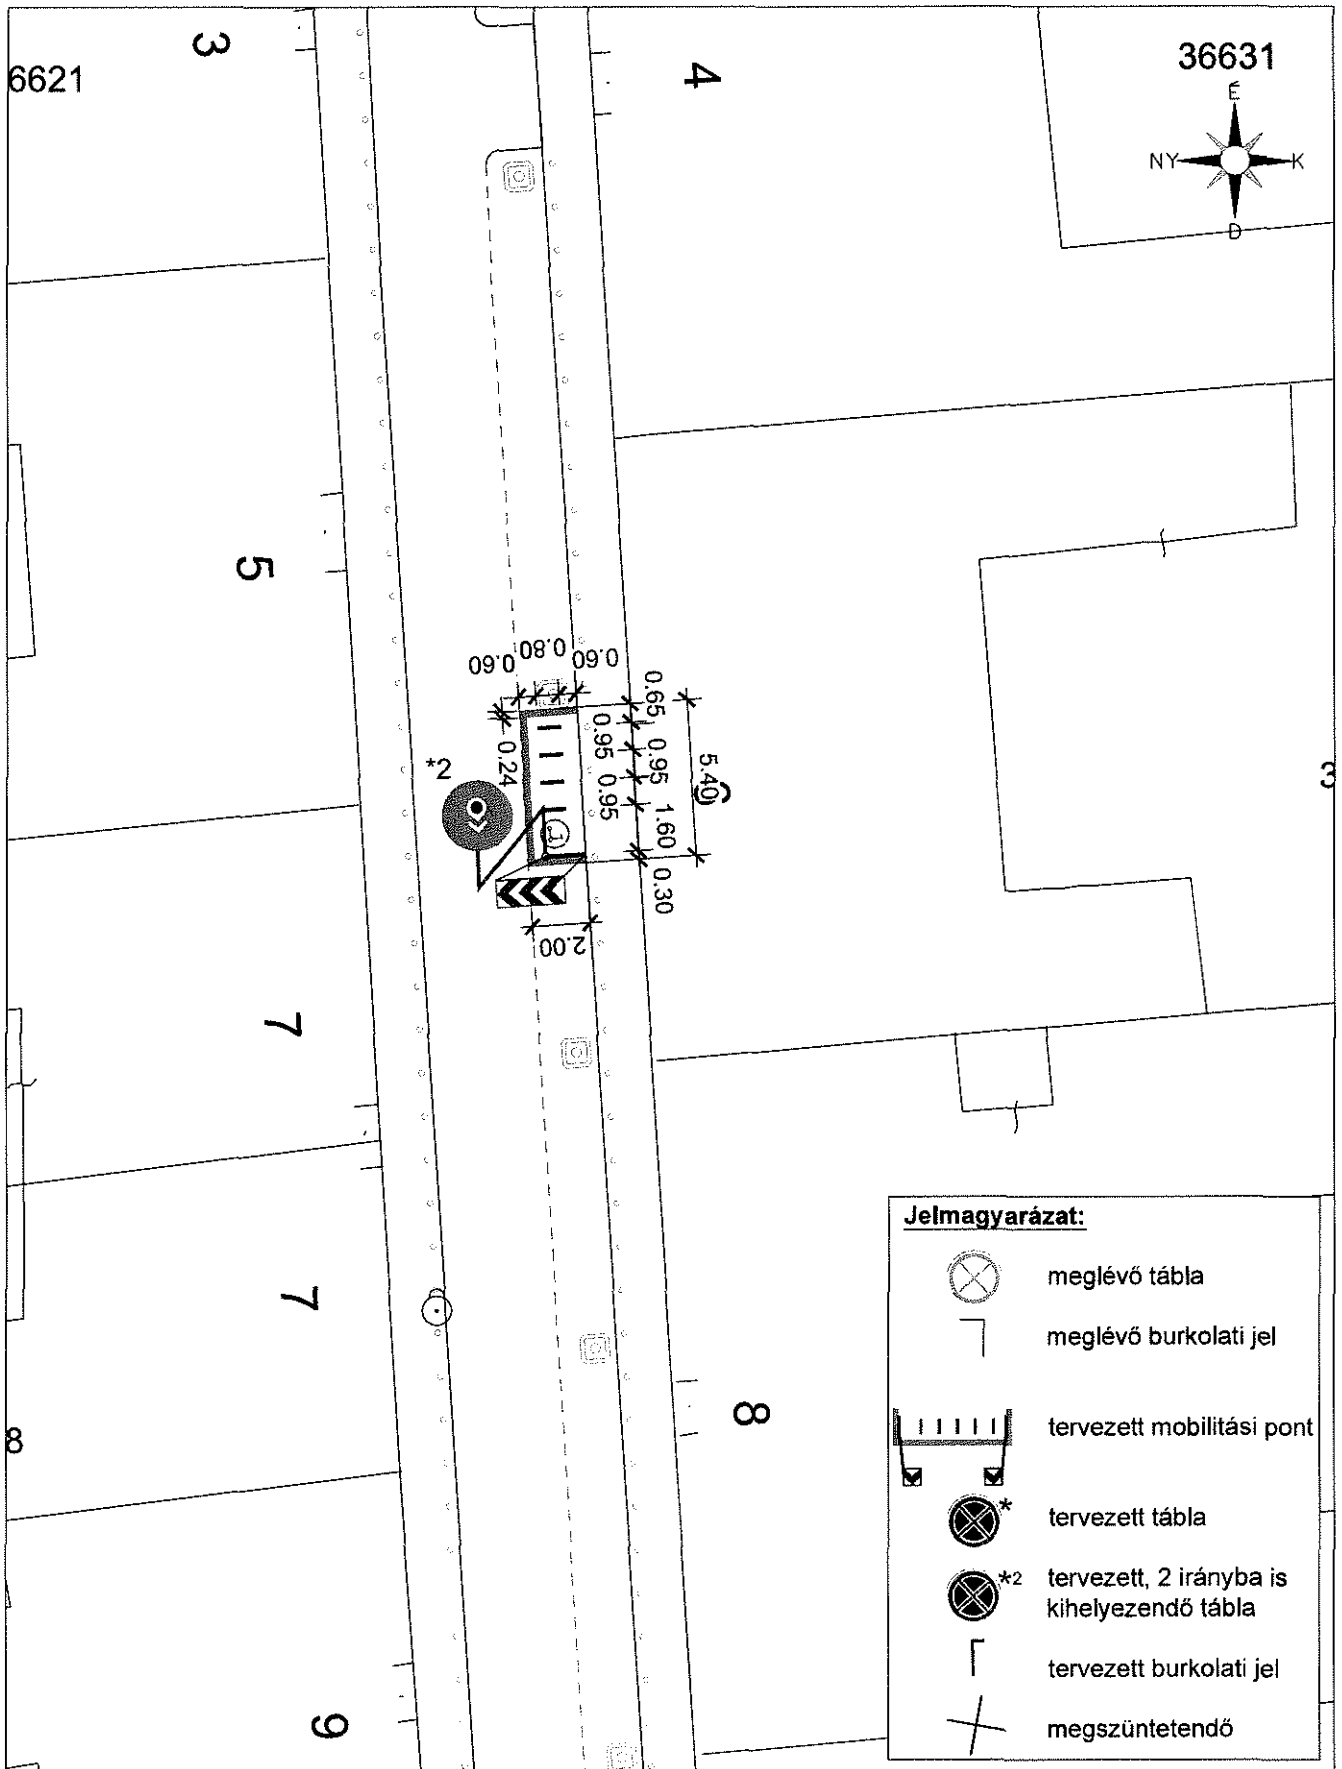 3
6621
4
36631
É
NY
K
D
5
0.60
0.80
0.60
0.65
0.95
0.95
5.40
0.24
0.95
1.60
0.30
6
*2
3
2.00
7
7
8
8
9
Jelmagyarázat:
meglévő tábla
meglévő burkolati jel
tervezett mobilitási pont
* tervezett tábla
*2 tervezett, 2 irányba is
kihelyezendő tábla
tervezett burkolati jel
megszüntetendő